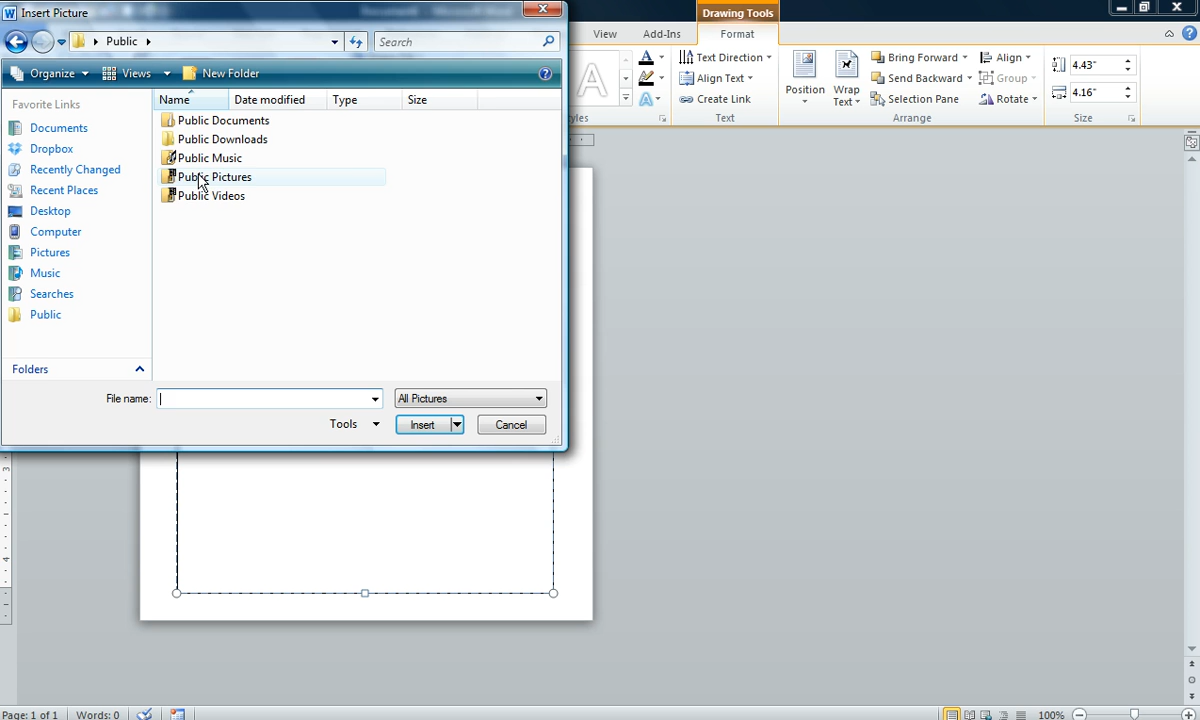 Insert Picture
Drawing Tools
Public
Search
View Add-Ins Format
Organize Views New Folder
Text Direction
Align Text
Create Link
Text
Position
Wrap Text
Bring Forward
Send Backward
Selection Pane
Align
Group
Rotate
Arrange
4.43"
4.16"
Size
Favorite Links
Documents
Dropbox
Recently Changed
Recent Places
Desktop
Computer
Pictures
Music
Searches
Public
Folders
Name Date modified Type Size
Public Documents
Public Downloads
Public Music
Public Pictures
Public Videos
File name: All Pictures
Tools Insert Cancel
Page: 1 of 1 Words: 0 100%